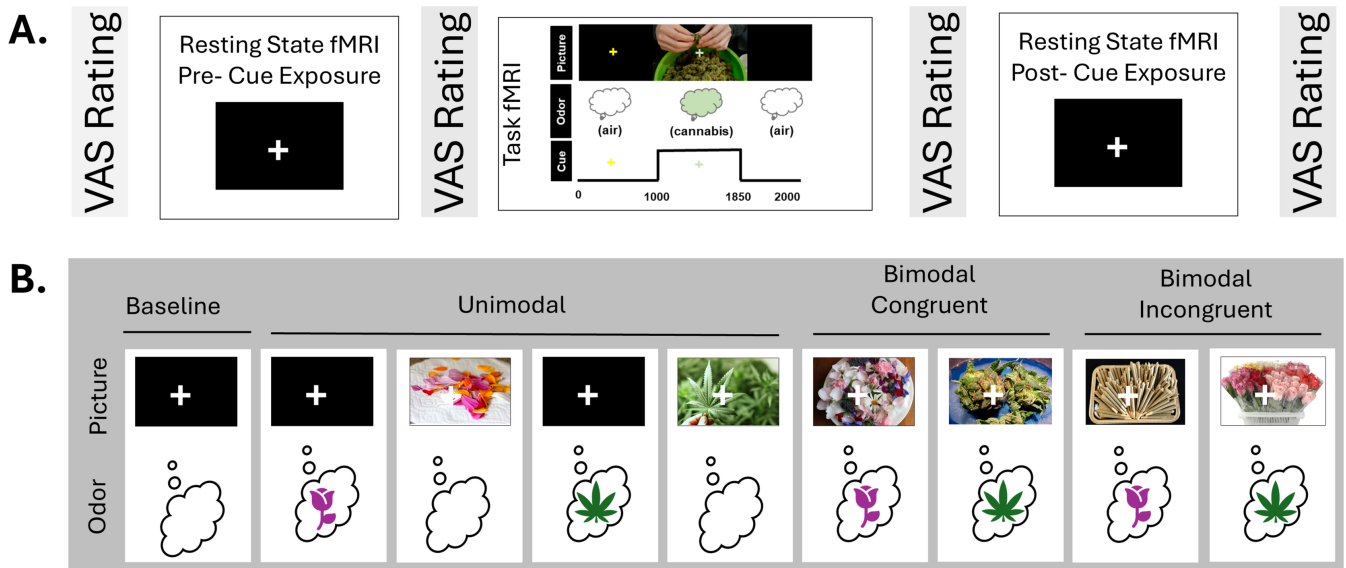 A.
VAS Rating
Resting State fMRI
Pre- Cue Exposure
VAS Rating
Task fMRI
Picture
Odor
(air)
(cannabis)
(air)
Cue
0
1000
1850
2000
VAS Rating
Resting State fMRI
Post- Cue Exposure
VAS Rating
B.
Baseline
Unimodal
Bimodal
Congruent
Bimodal
Incongruent
Picture
Odor